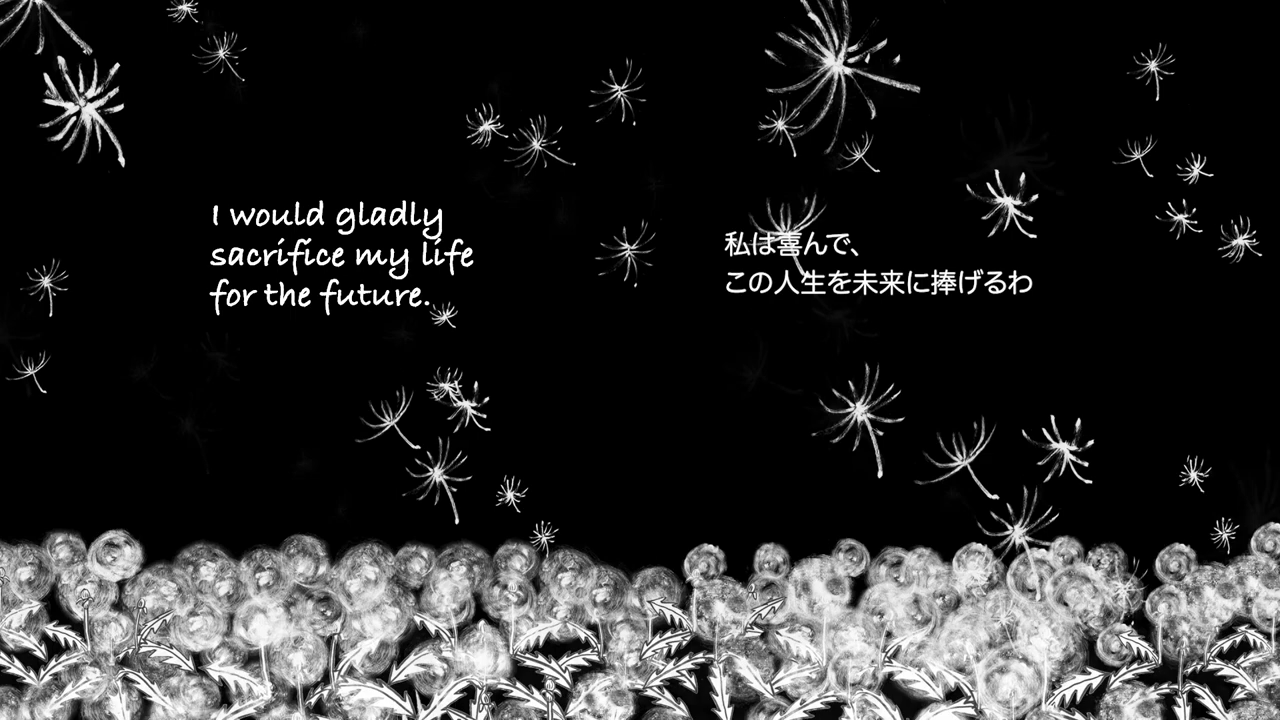 I would gladly
sacrifice my life
for the future.
私は喜んで、
この人生を未来に捧げるわ